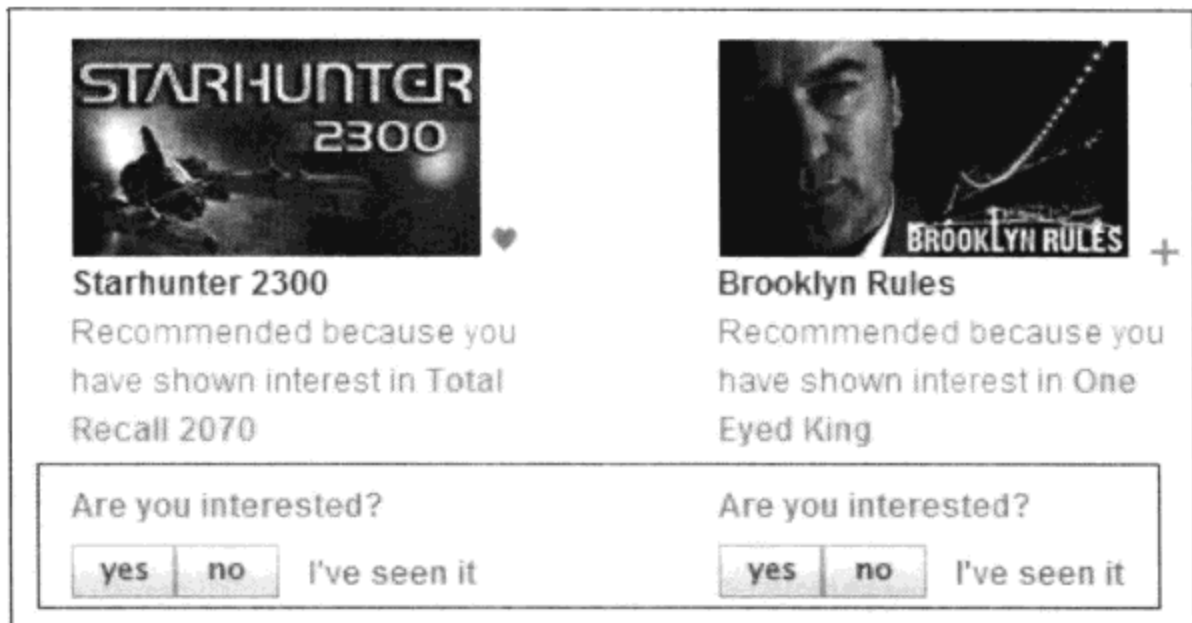 STARHUNTER
2300
Starhunter 2300
Recommended because you
have shown interest in Total
Recall 2070
Are you interested?
yes no I've seen it
BROOKLYN RULES
Brooklyn Rules
Recommended because you
have shown interest in One
Eyed King
Are you interested?
yes no I've seen it